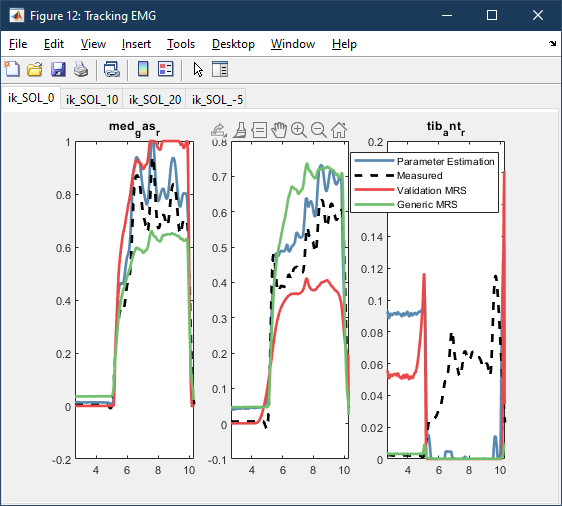 Figure 12: Tracking EMG
File Edit View Insert Tools Desktop Window Help
ik_SOL_0 ik_SOL_10 ik_SOL_20 ik_SOL_-5
med_gas_r
1
0.8
0.6
0.4
0.2
0
-0.2
4 6 8 10
0.8
0.7
0.6
0.5
0.4
0.3
0.2
0.1
0
-0.1
4 6 8 10
tib_ant_r
0.2
Parameter Estimation
Measured
Validation MRS
Generic MRS
0.14
0.12
0.1
0.08
0.06
0.04
0.02
0
4 6 8 10